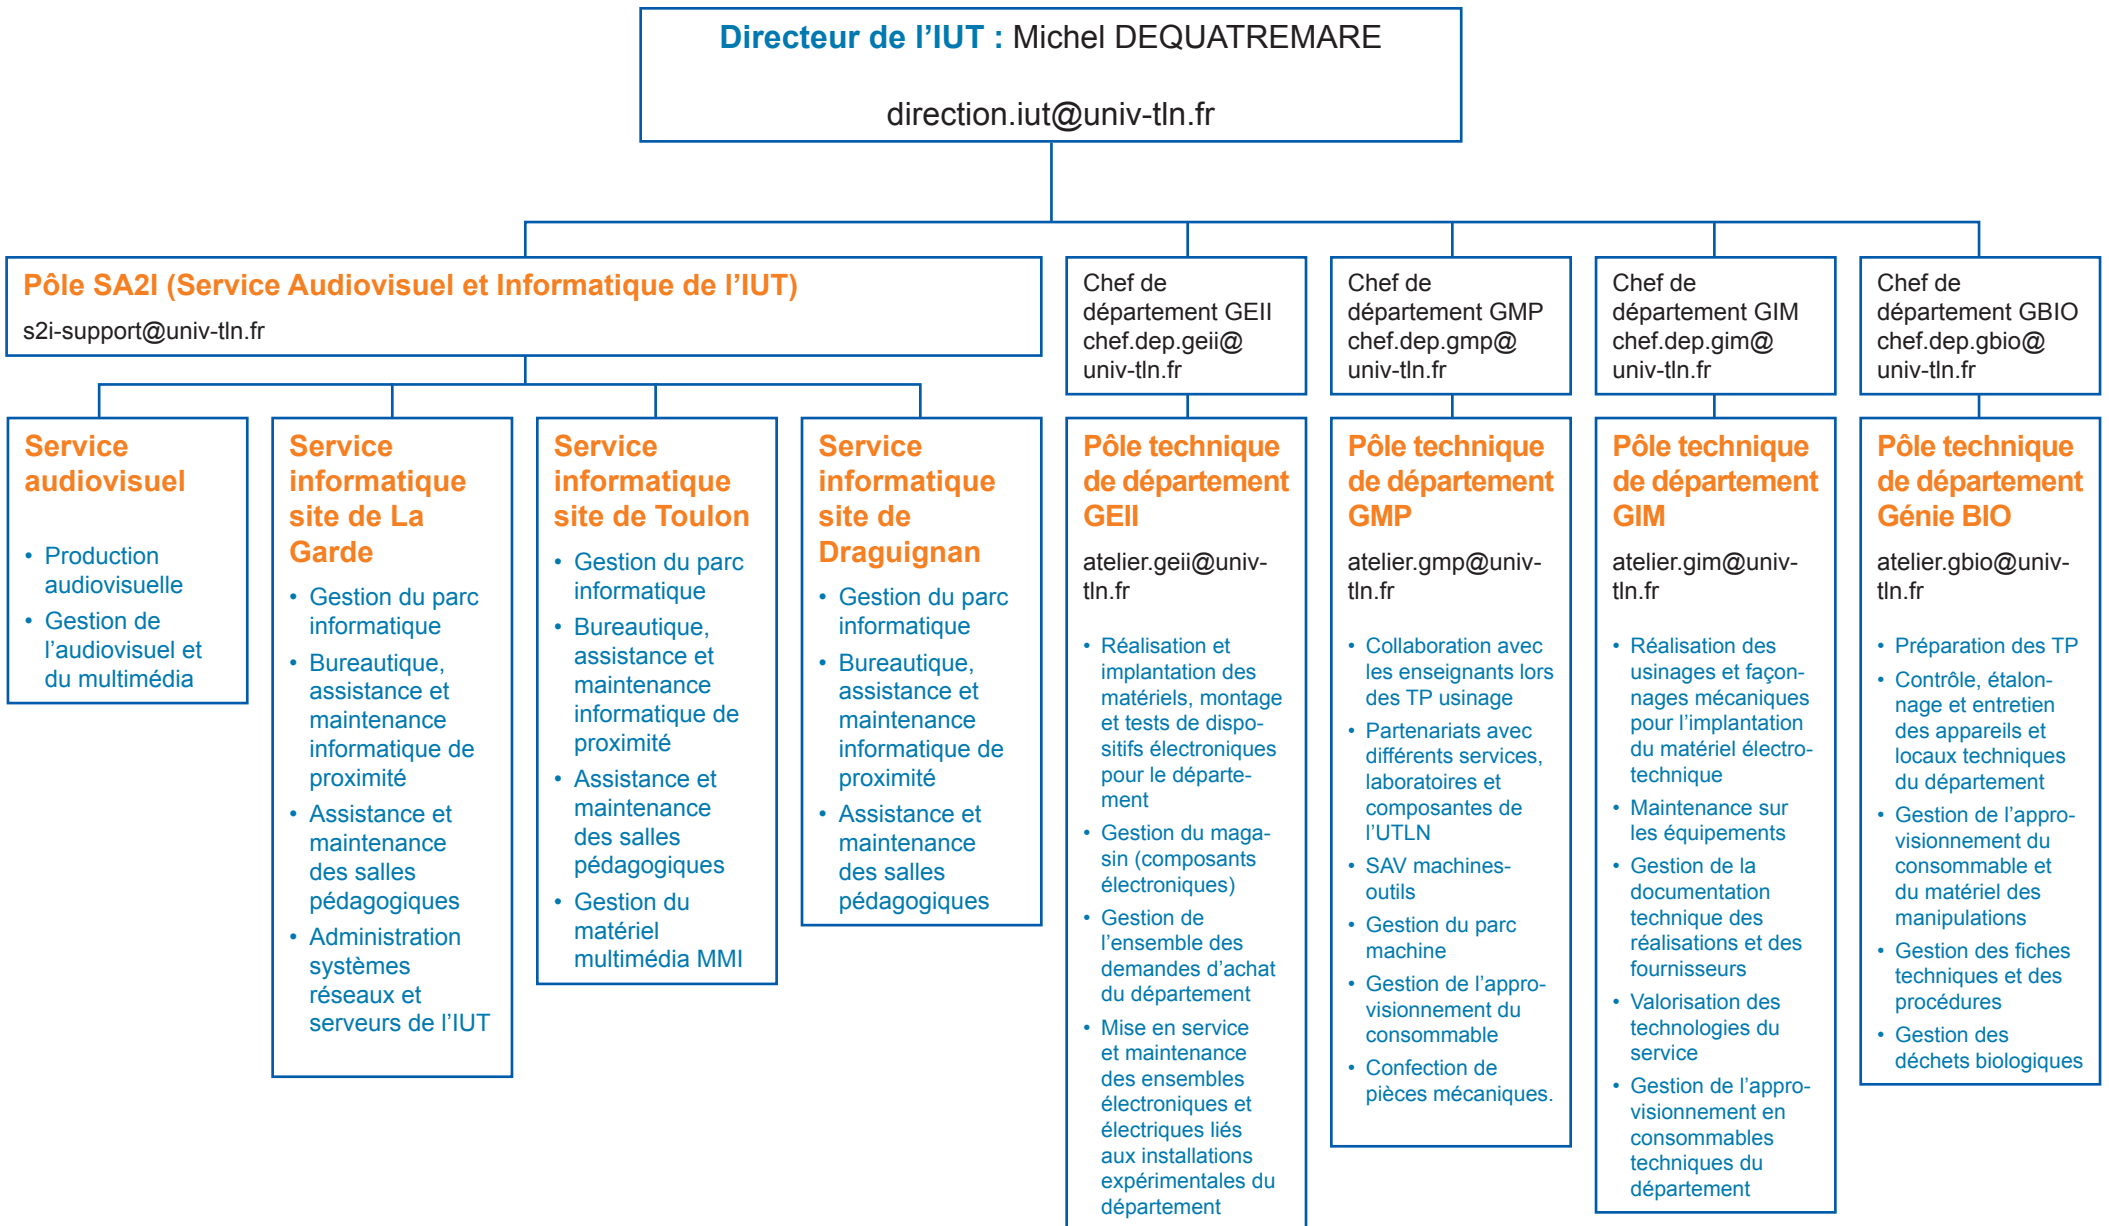 Directeur de l’IUT : Michel DEQUATREMARE
direction.iut@univ-tln.fr
Pôle SA2I (Service Audiovisuel et Informatique de l’IUT)
s2i-support@univ-tln.fr
Chef de
département GEII
chef.dep.geii@
univ-tln.fr
Chef de
département GMP
chef.dep.gmp@
univ-tln.fr
Chef de
département GIM
chef.dep.gim@
univ-tln.fr
Chef de
département GBIO
chef.dep.gbio@
univ-tln.fr
Service
audiovisuel
• Production
audiovisuelle
• Gestion de
l’audiovisuel et
du multimédia
Service
informatique
site de La
Garde
• Gestion du parc
informatique
• Bureautique,
assistance et
maintenance
informatique de
proximité
• Assistance et
maintenance
des salles
pédagogiques
• Administration
systèmes
réseaux et
serveurs de l’IUT
Service
informatique
site de Toulon
• Gestion du parc
informatique
• Bureautique,
assistance et
maintenance
informatique de
proximité
• Assistance et
maintenance
des salles
pédagogiques
• Gestion du
matériel
multimédia MMI
Service
informatique
site de
Draguignan
• Gestion du parc
informatique
• Bureautique,
assistance et
maintenance
informatique de
proximité
• Assistance et
maintenance
des salles
pédagogiques
Pôle technique
de département
GEII
atelier.geii@univ-
tln.fr
• Réalisation et
implantation des
matériels, montage
et tests de dispo-
sitifs électroniques
pour le départe-
ment
• Gestion du maga-
sin (composants
électroniques)
• Gestion de
l’ensemble des
demandes d’achat
du département
• Mise en service
et maintenance
des ensembles
électroniques et
électriques liés
aux installations
expérimentales du
département
Pôle technique
de département
GMP
atelier.gmp@univ-
tln.fr
• Collaboration avec
les enseignants lors
des TP usinage
• Partenariats avec
différents services,
laboratoires et
composantes de
l’UTLN
• SAV machines-
outils
• Gestion du parc
machine
• Gestion de l’appro-
visionnement du
consommable
• Confection de
pièces mécaniques.
Pôle technique
de département
GIM
atelier.gim@univ-
tln.fr
• Réalisation des
usinages et façon-
nages mécaniques
pour l’implantation
du matériel électro-
technique
• Maintenance sur
les équipements
• Gestion de la
documentation
technique des
réalisations et des
fournisseurs
• Valorisation des
technologies du
service
• Gestion de l’appro-
visionnement en
consommables
techniques du
département
Pôle technique
de département
Génie BIO
atelier.gbio@univ-
tln.fr
• Préparation des TP
• Contrôle, étalon-
nage et entretien
des appareils et
locaux techniques
du département
• Gestion de l’appro-
visionnement du
consommable et
du matériel des
manipulations
• Gestion des fiches
techniques et des
procédures
• Gestion des
déchets biologiques